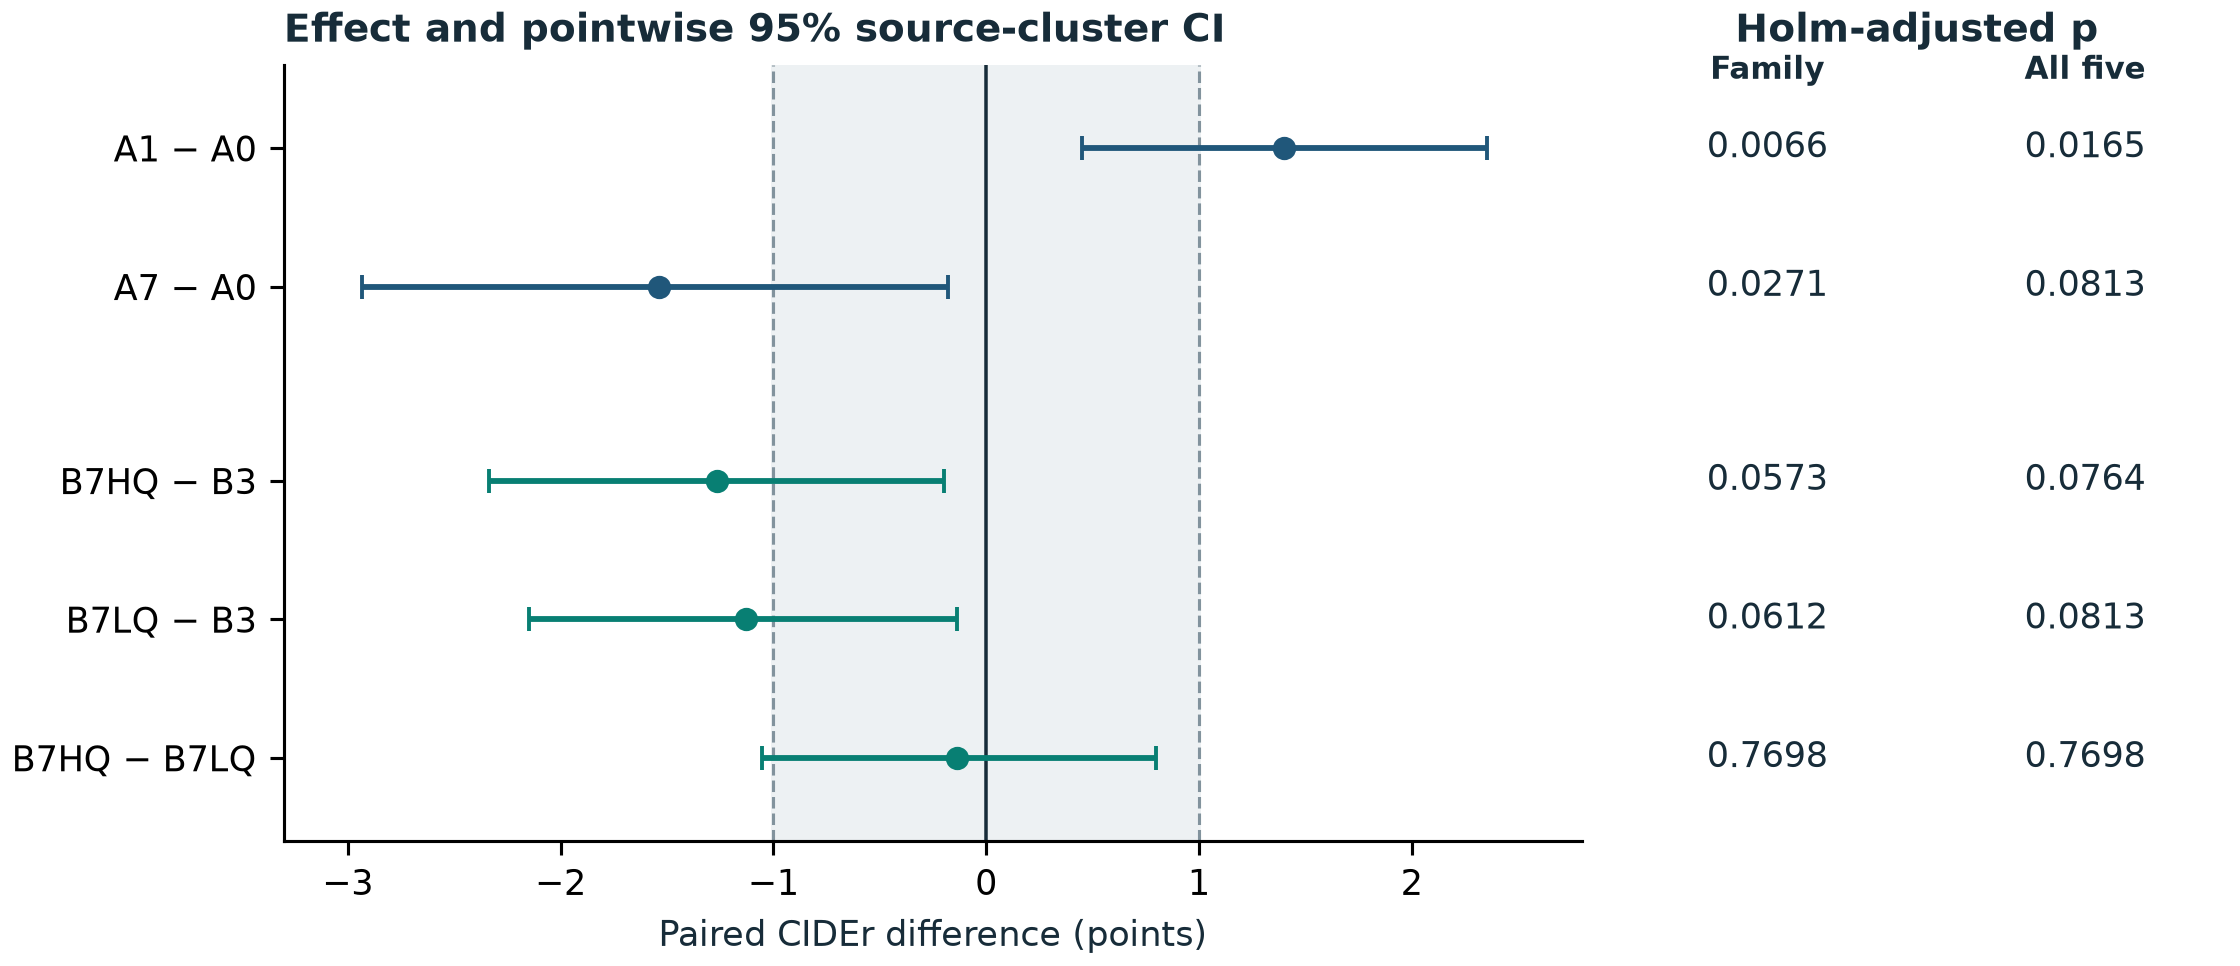 Effect and pointwise 95% source-cluster CI
Holm-adjusted p
Family All five
A1 − A0 0.0066 0.0165
A7 − A0 0.0271 0.0813
B7HQ − B3 0.0573 0.0764
B7LQ − B3 0.0612 0.0813
B7HQ − B7LQ 0.7698 0.7698
−3 −2 −1 0 1 2
Paired CIDEr difference (points)